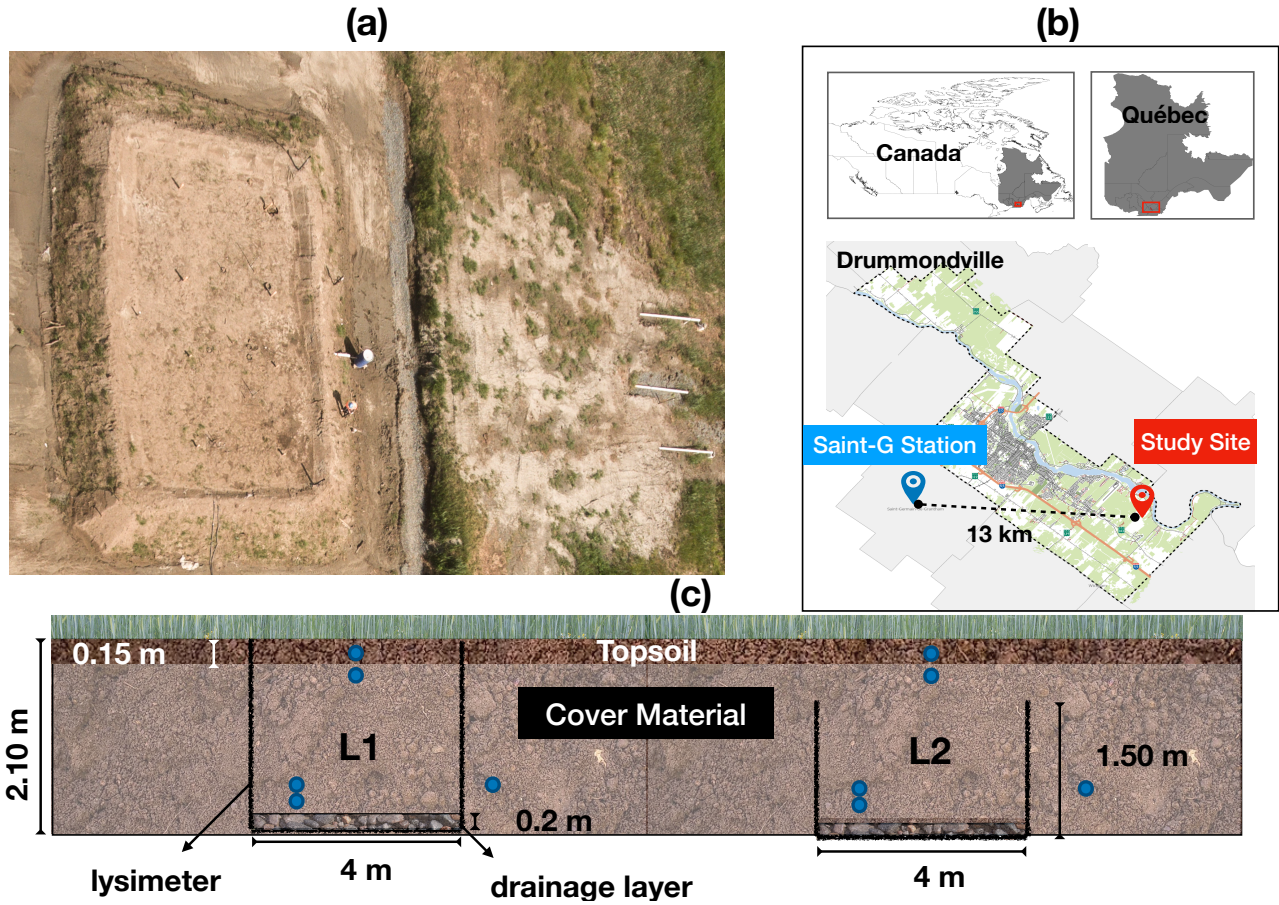 (a)
(b)
Canada
Québec
Drummondville
Saint-G Station
Study Site
13 km
(c)
0.15 m
Topsoil
Cover Material
2.10 m
L1
L2
1.50 m
0.2 m
4 m
4 m
lysimeter
drainage layer